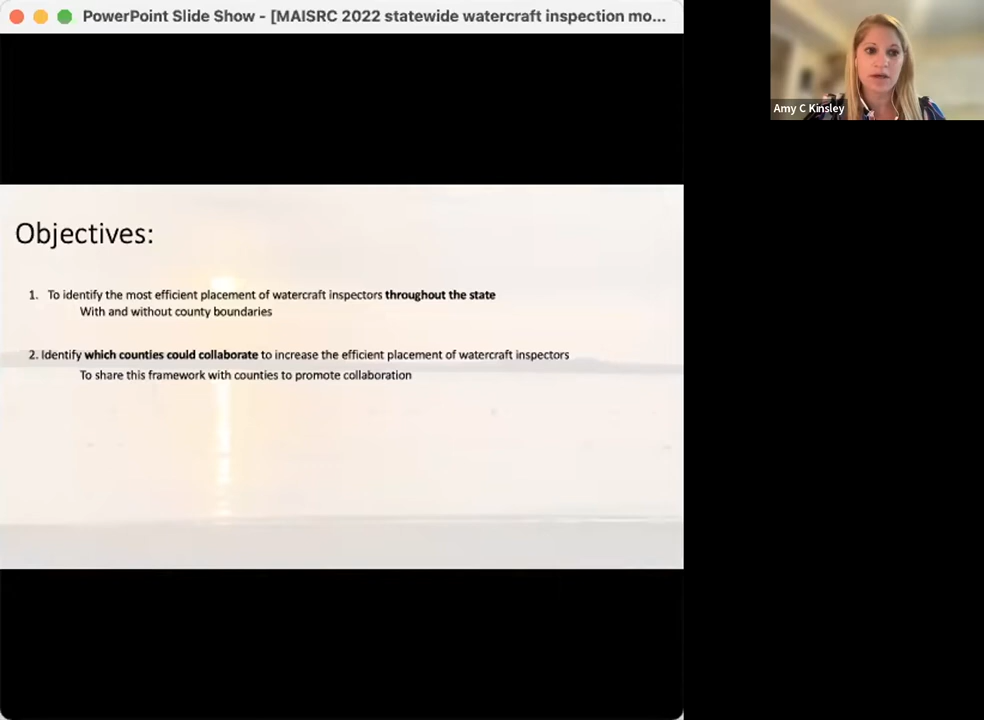 PowerPoint Slide Show - [MAISRC 2022 statewide watercraft inspection mo...
Amy C Kinsley
Objectives:
1. To identify the most efficient placement of watercraft inspectors throughout the state
With and without county boundaries
2. Identify which counties could collaborate to increase the efficient placement of watercraft inspectors
To share this framework with counties to promote collaboration